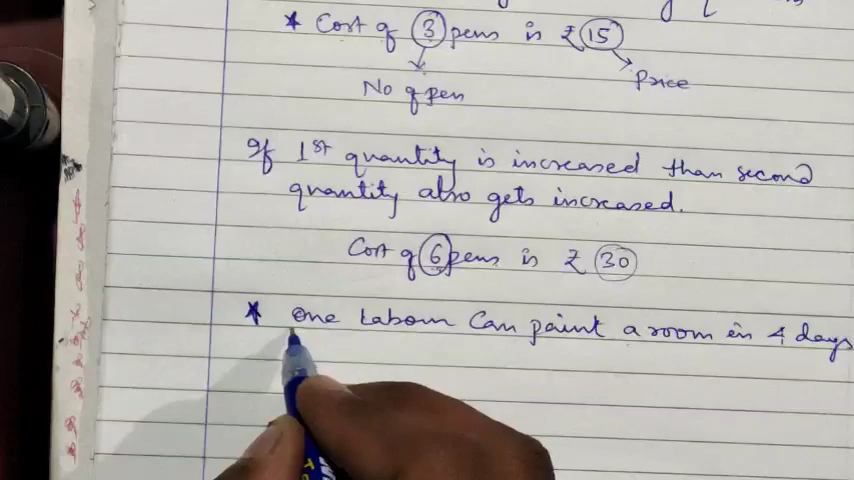 * Cost of 3 pens is ₹ 15
No of pen
Price
If 1st quantity is increased than second
quantity also gets increased.
Cost of 6 pens is ₹ 30
* One Labour Can paint a room in 4 days